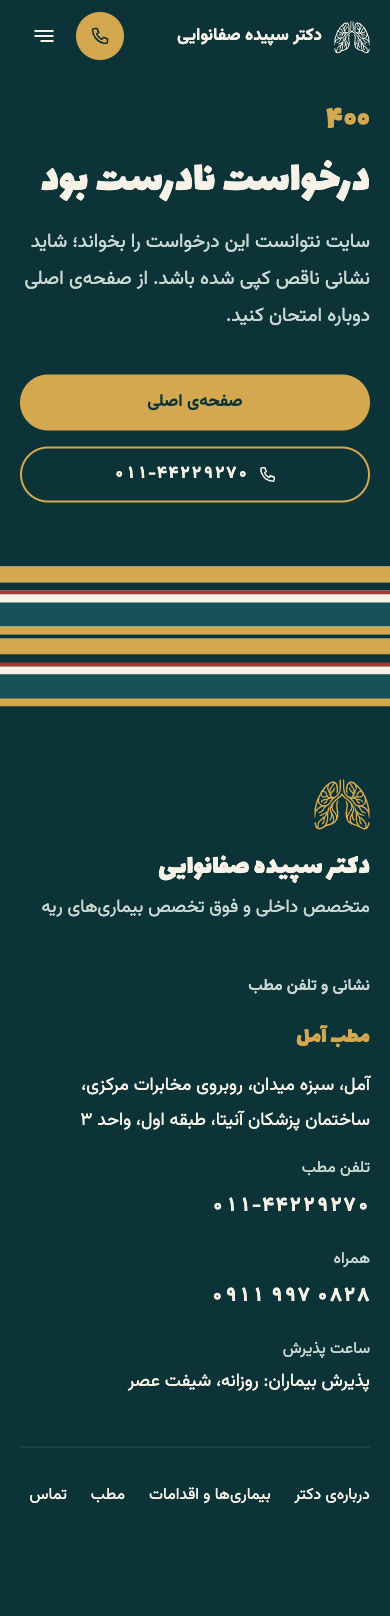 دکتر سپیده صفانوایی
۴۰۰
درخواست نادرست بود
سایت نتوانست این درخواست را بخواند؛ شاید
نشانی ناقص کپی شده باشد. از صفحه‌ی اصلی
دوباره امتحان کنید.
صفحه‌ی اصلی
۰۱۱-۴۴۲۲۹۲۷۰
دکتر سپیده صفانوایی
متخصص داخلی و فوق تخصص بیماری‌های ریه
نشانی و تلفن مطب
مطب آمل
آمل، سبزه میدان، روبروی مخابرات مرکزی،
ساختمان پزشکان آنیتا، طبقه اول، واحد ۳
تلفن مطب
۰۱۱-۴۴۲۲۹۲۷۰
همراه
۰۹۱۱ ۹۹۷ ۰۸۲۸
ساعت پذیرش
پذیرش بیماران: روزانه، شیفت عصر
درباره‌ی دکتر بیماری‌ها و اقدامات مطب تماس